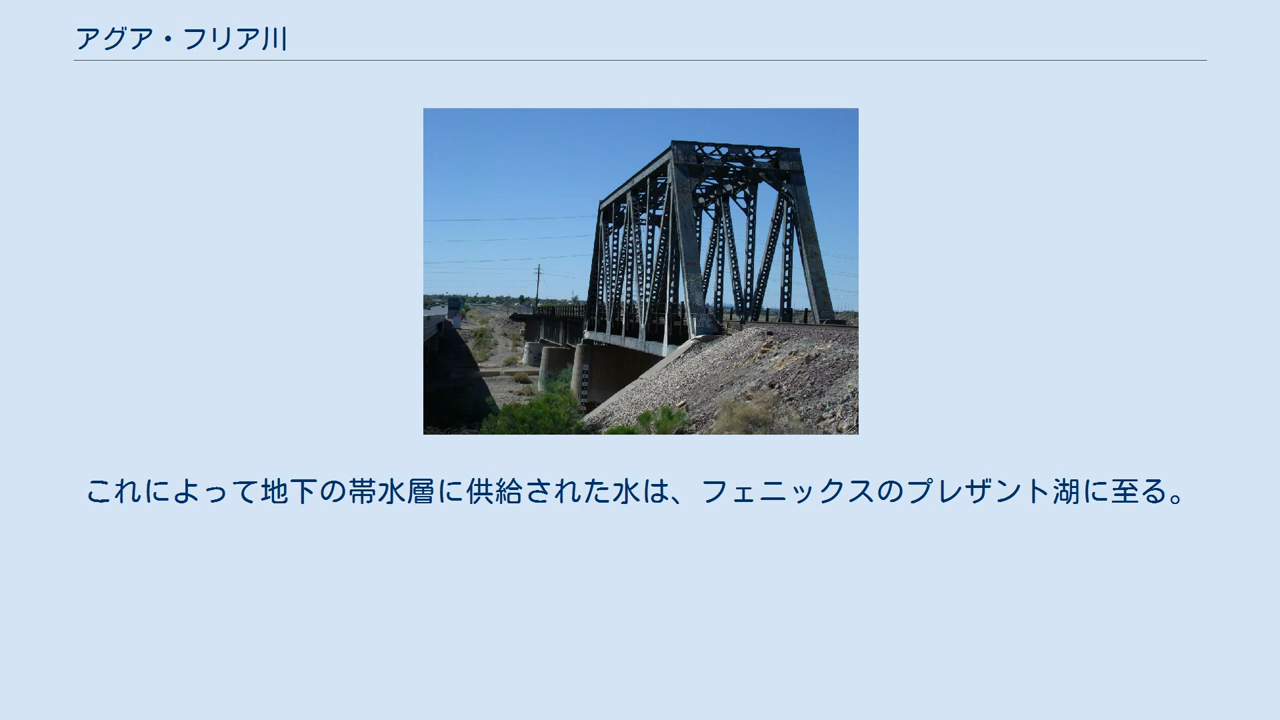 アグア・フリア川
これによって地下の帯水層に供給された水は、フェニックスのプレザント湖に至る。